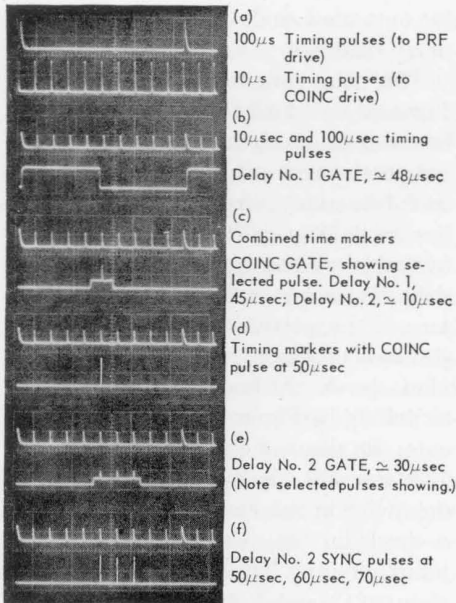 (a)
100μs Timing pulses (to PRF
drive)
10μs Timing pulses (to
COINC drive)
(b)
10μsec and 100μsec timing
pulses
Delay No. 1 GATE, ≃ 48μsec
(c)
Combined time markers
COINC GATE, showing se-
lected pulse. Delay No. 1,
45μsec; Delay No. 2, ≃ 10μsec
(d)
Timing markers with COINC
pulse at 50μsec
(e)
Delay No. 2 GATE, ≃ 30μsec
(Note selected pulses showing.)
(f)
Delay No. 2 SYNC pulses at
50μsec, 60μsec, 70μsec